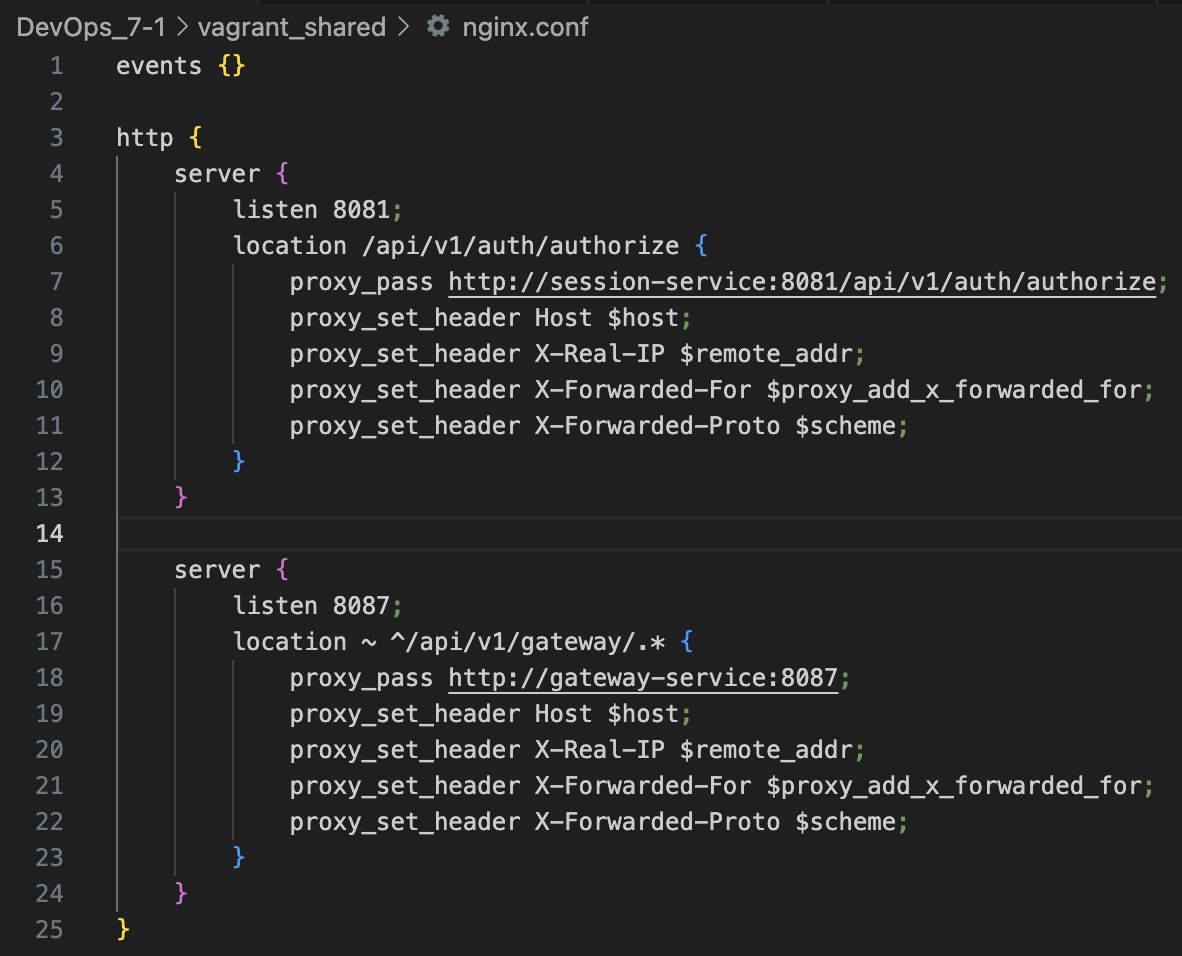 DevOps_7-1 > vagrant_shared > nginx.conf
1 events {}
2
3 http {
4     server {
5         listen 8081;
6         location /api/v1/auth/authorize {
7             proxy_pass http://session-service:8081/api/v1/auth/authorize;
8             proxy_set_header Host $host;
9             proxy_set_header X-Real-IP $remote_addr;
10             proxy_set_header X-Forwarded-For $proxy_add_x_forwarded_for;
11             proxy_set_header X-Forwarded-Proto $scheme;
12         }
13     }
14
15     server {
16         listen 8087;
17         location ~ ^/api/v1/gateway/.* {
18             proxy_pass http://gateway-service:8087;
19             proxy_set_header Host $host;
20             proxy_set_header X-Real-IP $remote_addr;
21             proxy_set_header X-Forwarded-For $proxy_add_x_forwarded_for;
22             proxy_set_header X-Forwarded-Proto $scheme;
23         }
24     }
25 }